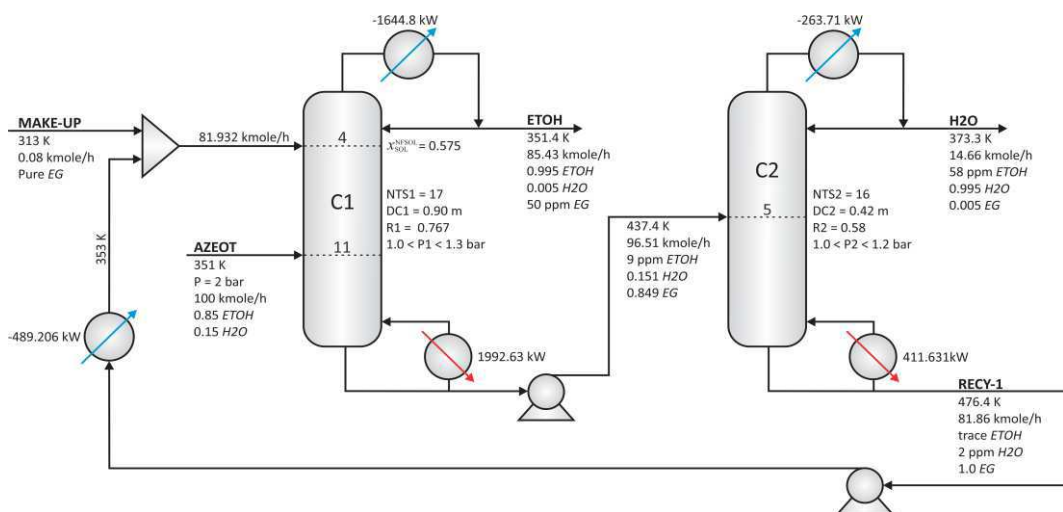 -1644.8 kW
-263.71 kW
MAKE-UP
313 K
0.08 kmole/h
Pure EG
81.932 kmole/h
4
x_SOL^NFSOL = 0.575
ETOH
351.4 K
85.43 kmole/h
0.995 ETOH
0.005 H2O
50 ppm EG
H2O
373.3 K
14.66 kmole/h
58 ppm ETOH
0.995 H2O
0.005 EG
C1
NTS1 = 17
DC1 = 0.90 m
R1 = 0.767
1.0 < P1 < 1.3 bar
C2
5
NTS2 = 16
DC2 = 0.42 m
R2 = 0.58
1.0 < P2 < 1.2 bar
353 K
AZEOT
351 K
P = 2 bar
100 kmole/h
0.85 ETOH
0.15 H2O
11
437.4 K
96.51 kmole/h
9 ppm ETOH
0.151 H2O
0.849 EG
-489.206 kW
1992.63 kW
411.631kW
RECY-1
476.4 K
81.86 kmole/h
trace ETOH
2 ppm H2O
1.0 EG